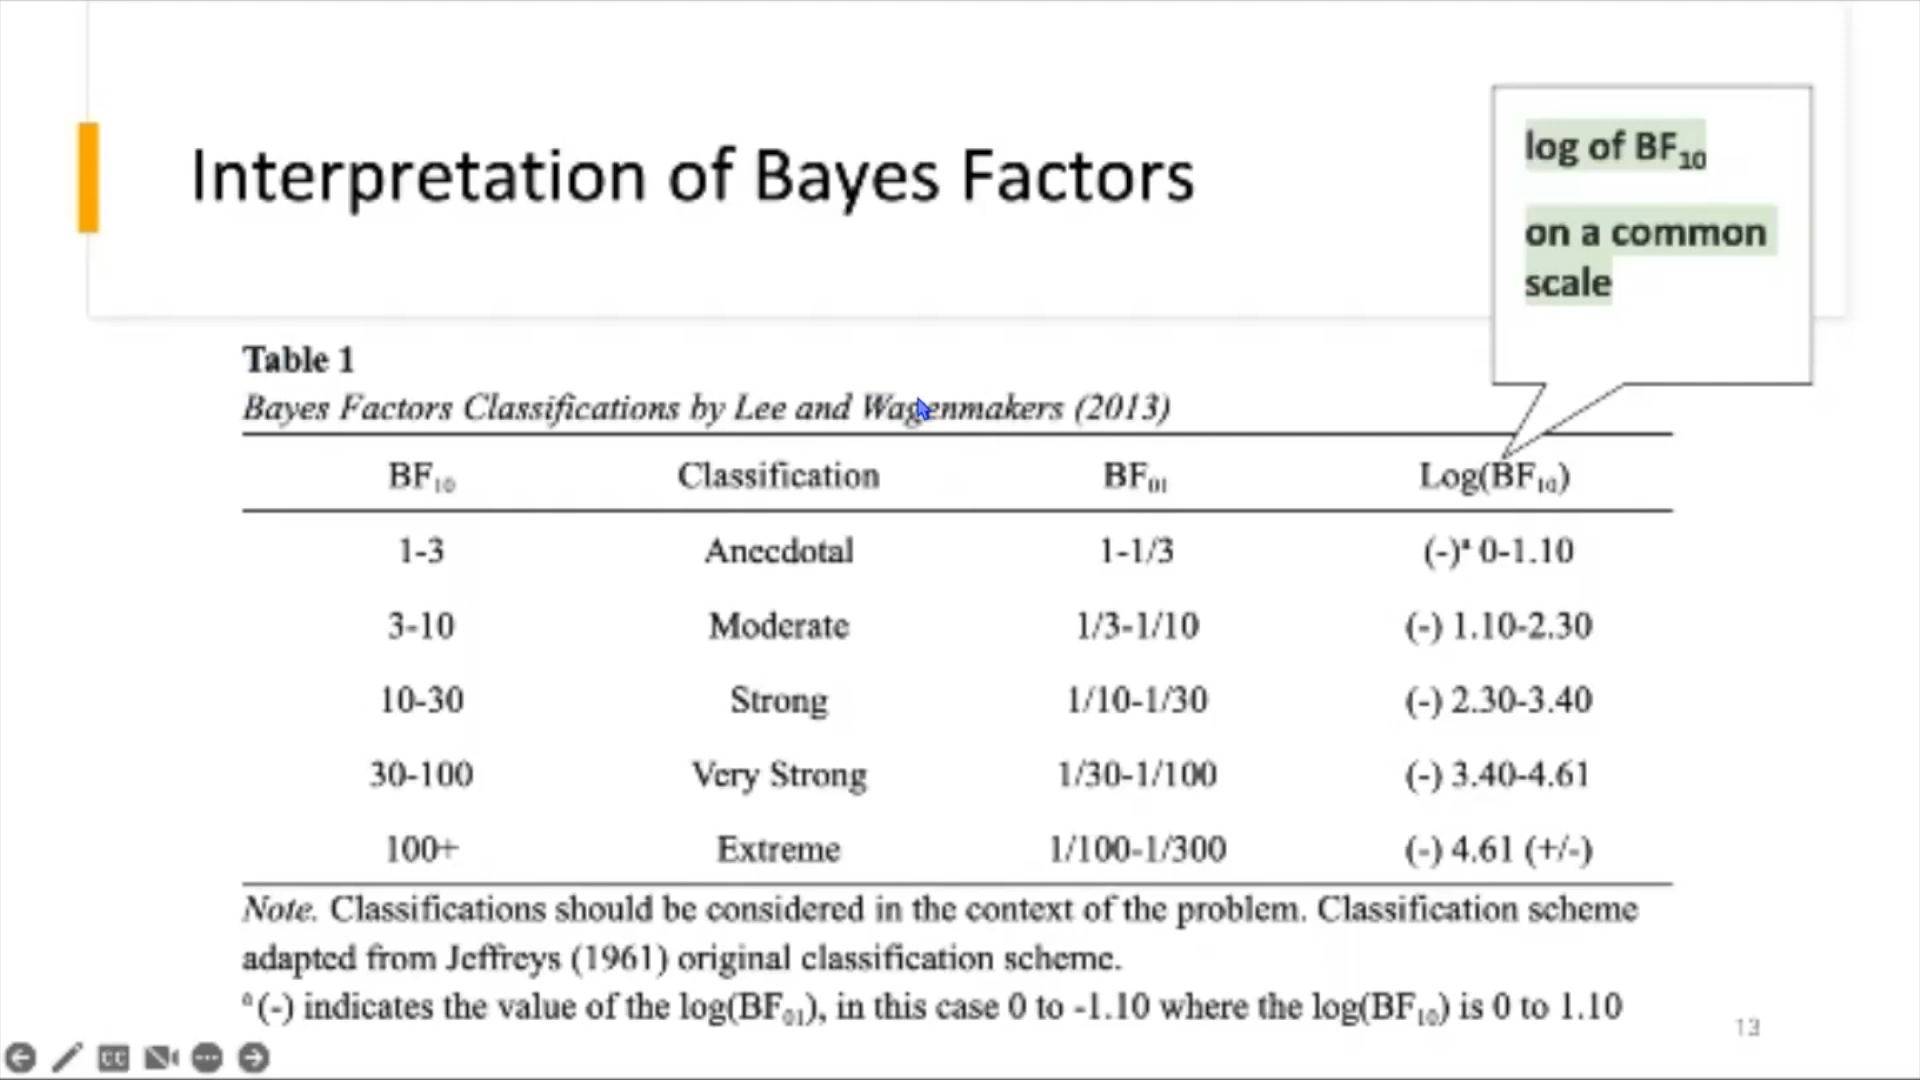 Interpretation of Bayes Factors
log of BF₁₀
on a common
scale
Table 1
Bayes Factors Classifications by Lee and Wagenmakers (2013)
BF₁₀ Classification BF₀₁ Log(BF₁₀)
1-3 Anecdotal 1-1/3 (-)ᵃ 0-1.10
3-10 Moderate 1/3-1/10 (-) 1.10-2.30
10-30 Strong 1/10-1/30 (-) 2.30-3.40
30-100 Very Strong 1/30-1/100 (-) 3.40-4.61
100+ Extreme 1/100-1/300 (-) 4.61 (+/-)
Note. Classifications should be considered in the context of the problem. Classification scheme
adapted from Jeffreys (1961) original classification scheme.
ᵃ (-) indicates the value of the log(BF₀₁), in this case 0 to -1.10 where the log(BF₁₀) is 0 to 1.10
13
CC